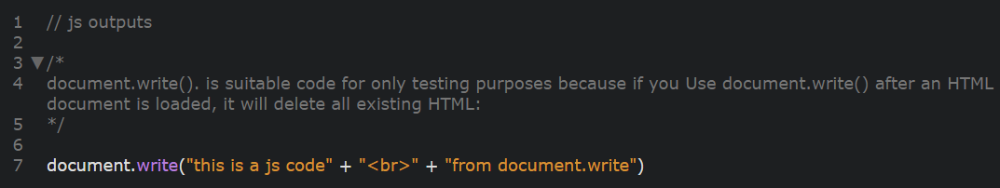 1 // js outputs
2
3 /*
4 document.write(). is suitable code for only testing purposes because if you Use document.write() after an HTML
document is loaded, it will delete all existing HTML:
5 */
6
7 document.write("this is a js code" + "<br>" + "from document.write")